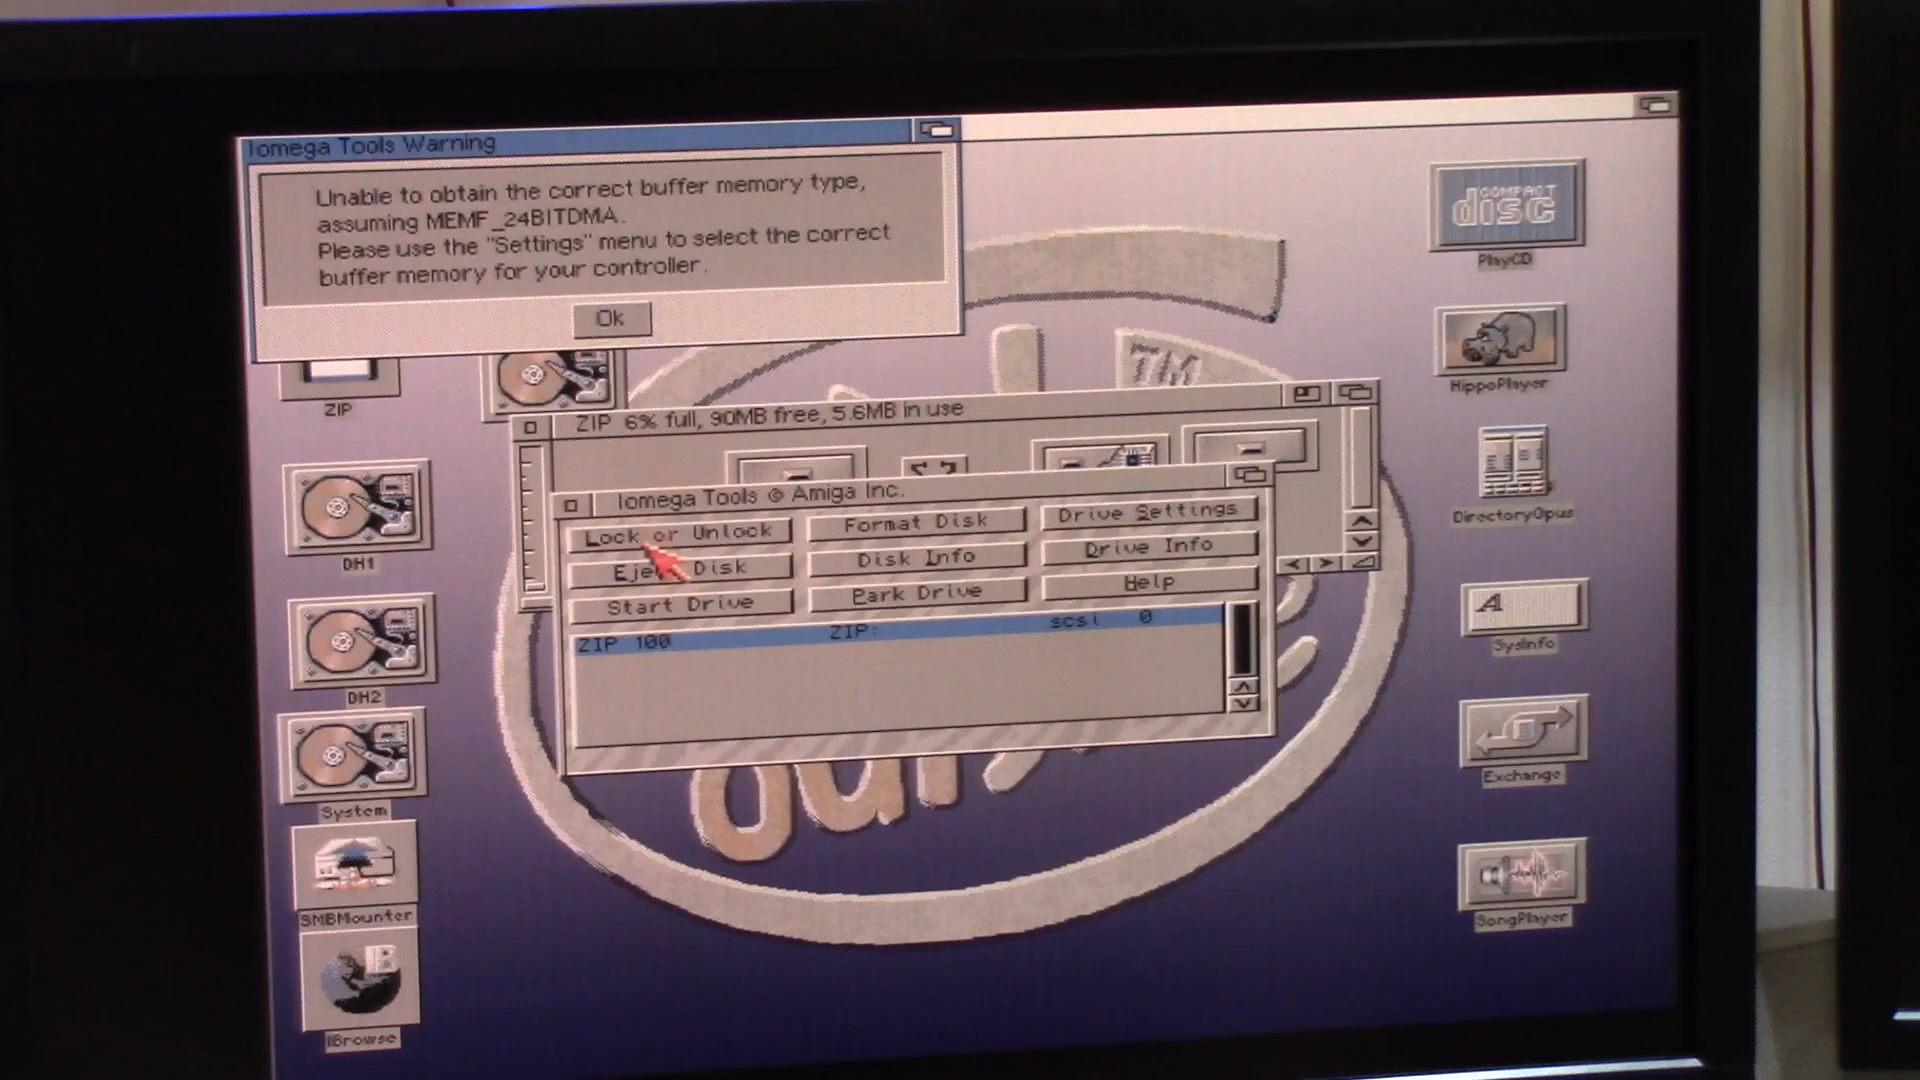 Iomega Tools Warning
Unable to obtain the correct buffer memory type,
assuming MEMF_24BITDMA.
Please use the "Settings" menu to select the correct
buffer memory for your controller.
Ok
ZIP
DH1
DH2
System
SMBMounter
IBrowse
TM
ZIP 6% full, 90MB free, 5.6MB in use
Iomega Tools © Amiga Inc.
Lock or Unlock
Format Disk
Drive Settings
Eject Disk
Disk Info
Drive Info
Start Drive
Park Drive
Help
ZIP 100 ZIP: scsi 0
COMPACT
disc
PlayCD
HippoPlayer
DirectoryOpus
A
SysInfo
Exchange
SongPlayer